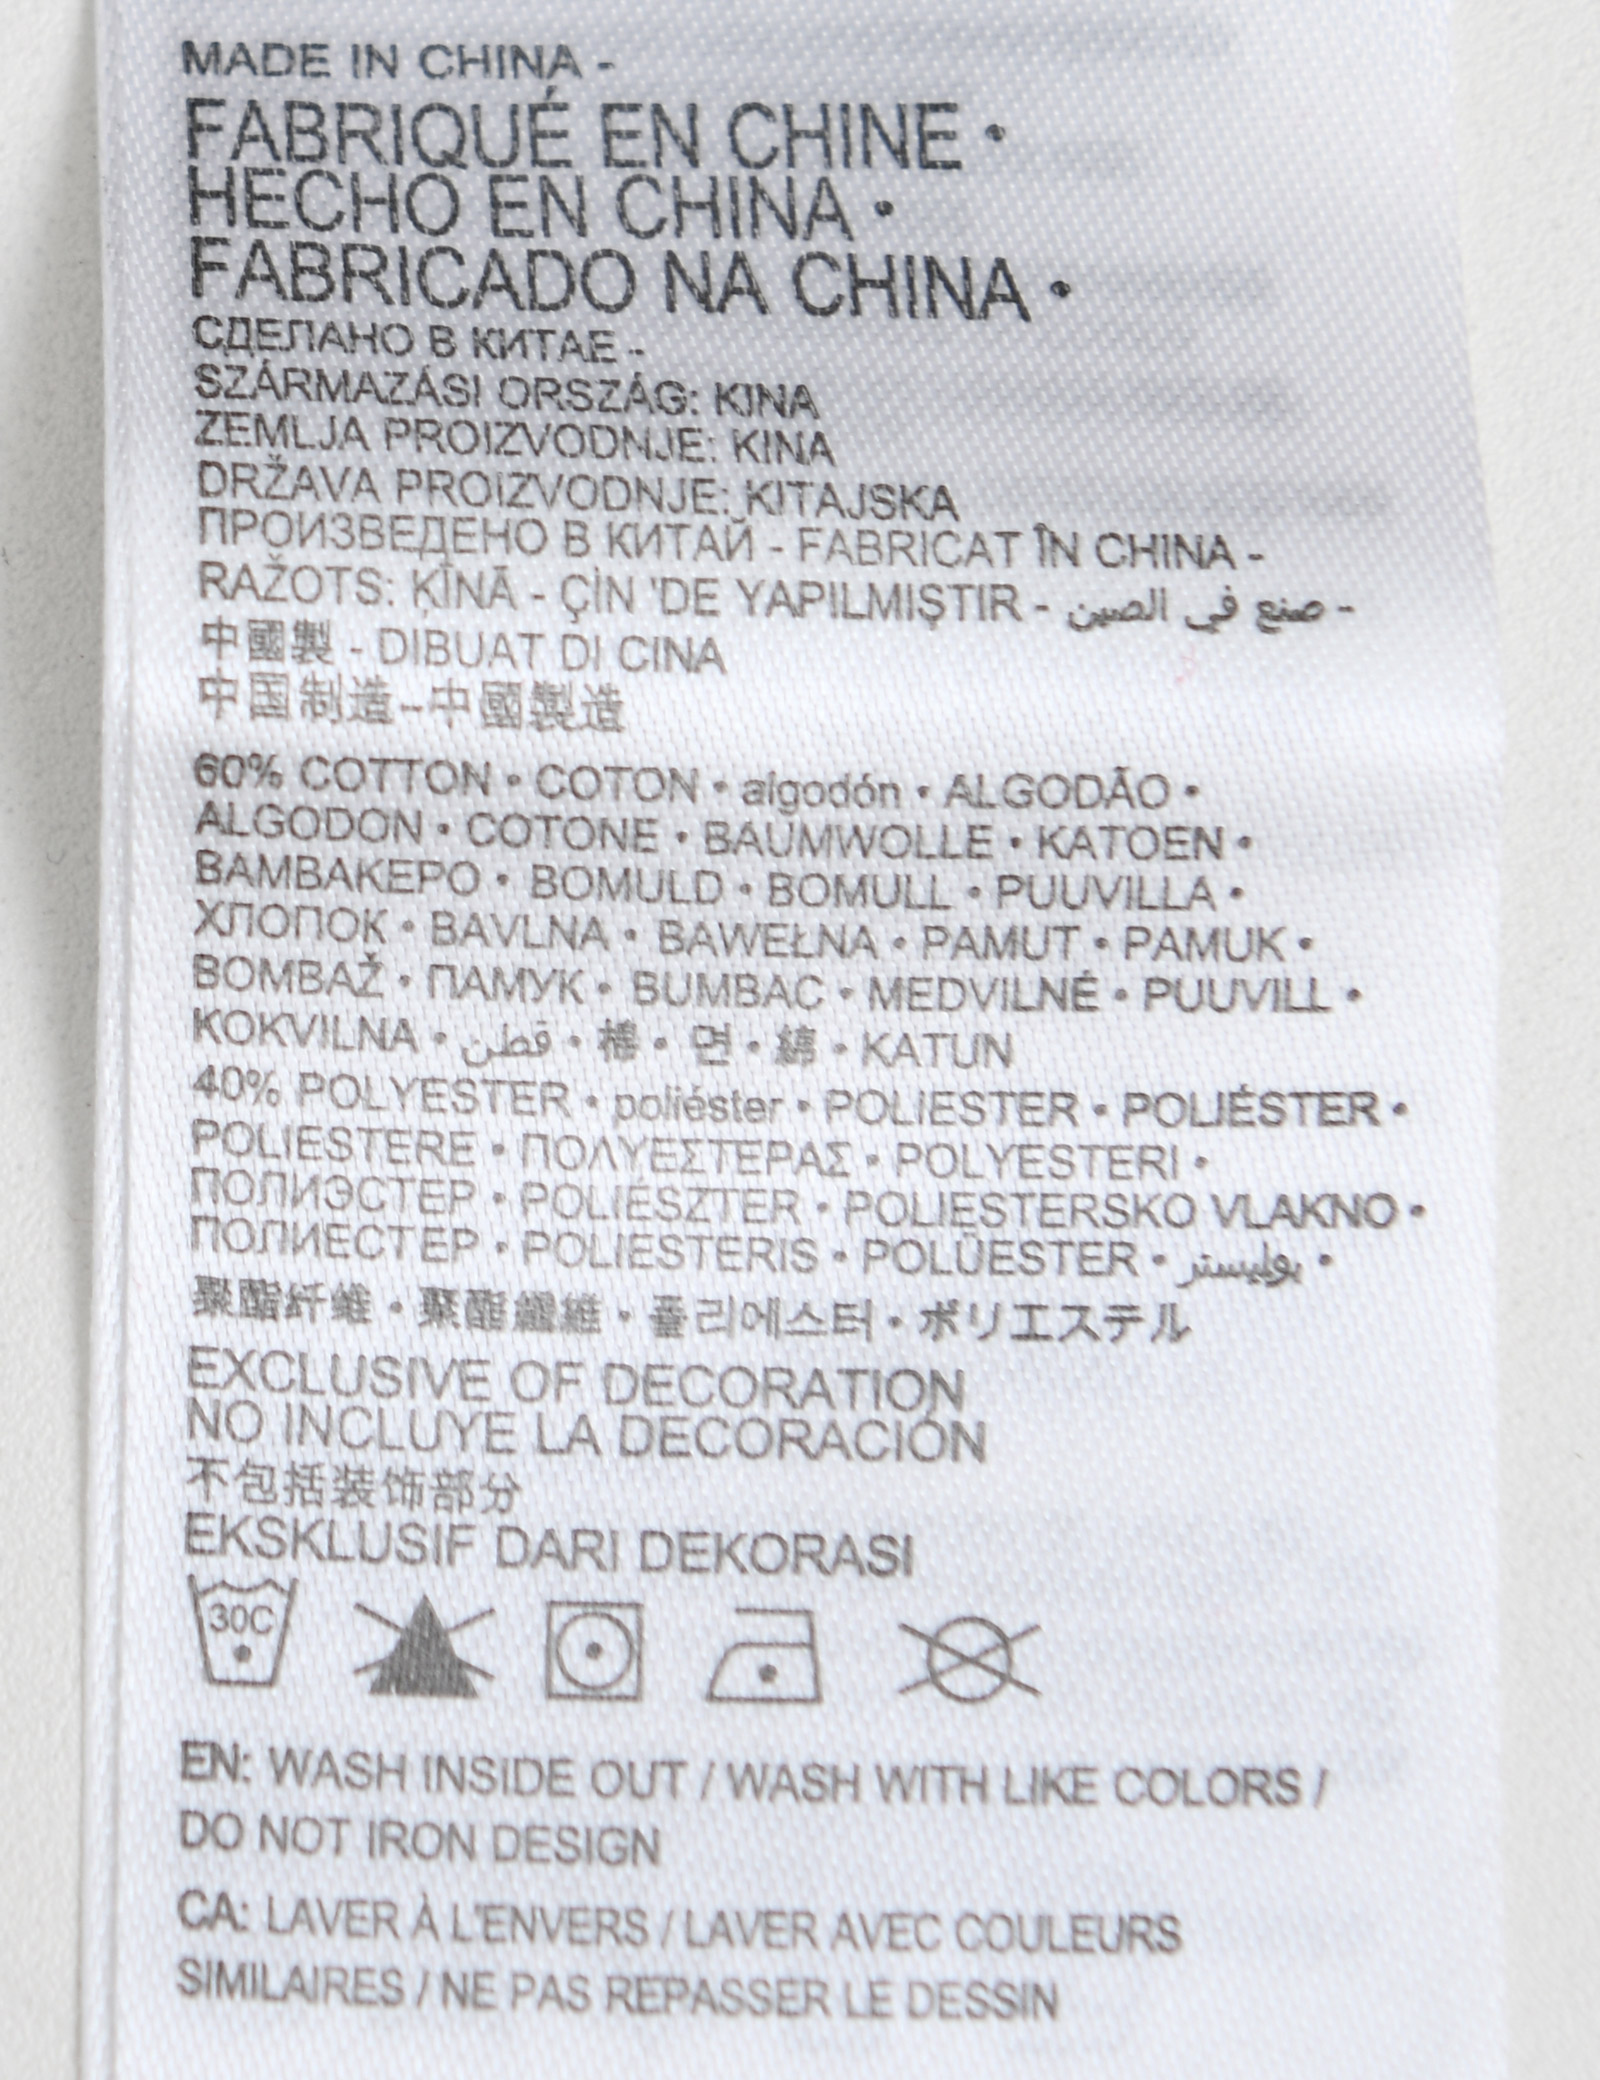 MADE IN CHINA -
FABRIQUÉ EN CHINE •
HECHO EN CHINA •
FABRICADO NA CHINA •
СДЕЛАНО В КИТАЕ -
SZÁRMAZÁSI ORSZÁG: KINA
ZEMLJA PROIZVODNJE: KINA
DRŽAVA PROIZVODNJE: KITAJSKA
ПРОИЗВЕДЕНО В КИТАЙ - FABRICAT ÎN CHINA -
RAŽOTS: ĶĪNĀ - ÇİN 'DE YAPILMIŞTIR - صنع في الصين -
中國製 - DIBUAT DI CINA
中国制造–中國製造
60% COTTON • COTON • algodón • ALGODÃO •
ALGODON • COTONE • BAUMWOLLE • KATOEN •
BAMBAKEPO • BOMULD • BOMULL • PUUVILLA •
ХЛОПОК • BAVLNA • BAWEŁNA • PAMUT • PAMUK •
BOMBAŽ • ПАМУК • BUMBAC • MEDVILNÉ • PUUVILL •
KOKVILNA • قطن • 棉 • 면 • 綿 • KATUN
40% POLYESTER • poliéster • POLIESTER • POLIÉSTER •
POLIESTERE • ΠΟΛΥΕΣΤΕΡΑΣ • POLYESTERI •
ПОЛИЭСТЕР • POLIÉSZTER • POLIESTERSKO VLAKNO •
ПОЛИЕСТЕР • POLIESTERIS • POLÜESTER • بوليستر •
聚酯纤维 • 聚酯纖維 • 폴리에스터 • ポリエステル
EXCLUSIVE OF DECORATION
NO INCLUYE LA DECORACIÓN
不包括装饰部分
EKSKLUSIF DARI DEKORASI
30C
EN: WASH INSIDE OUT / WASH WITH LIKE COLORS /
DO NOT IRON DESIGN
CA: LAVER À L'ENVERS / LAVER AVEC COULEURS
SIMILAIRES / NE PAS REPASSER LE DESSIN